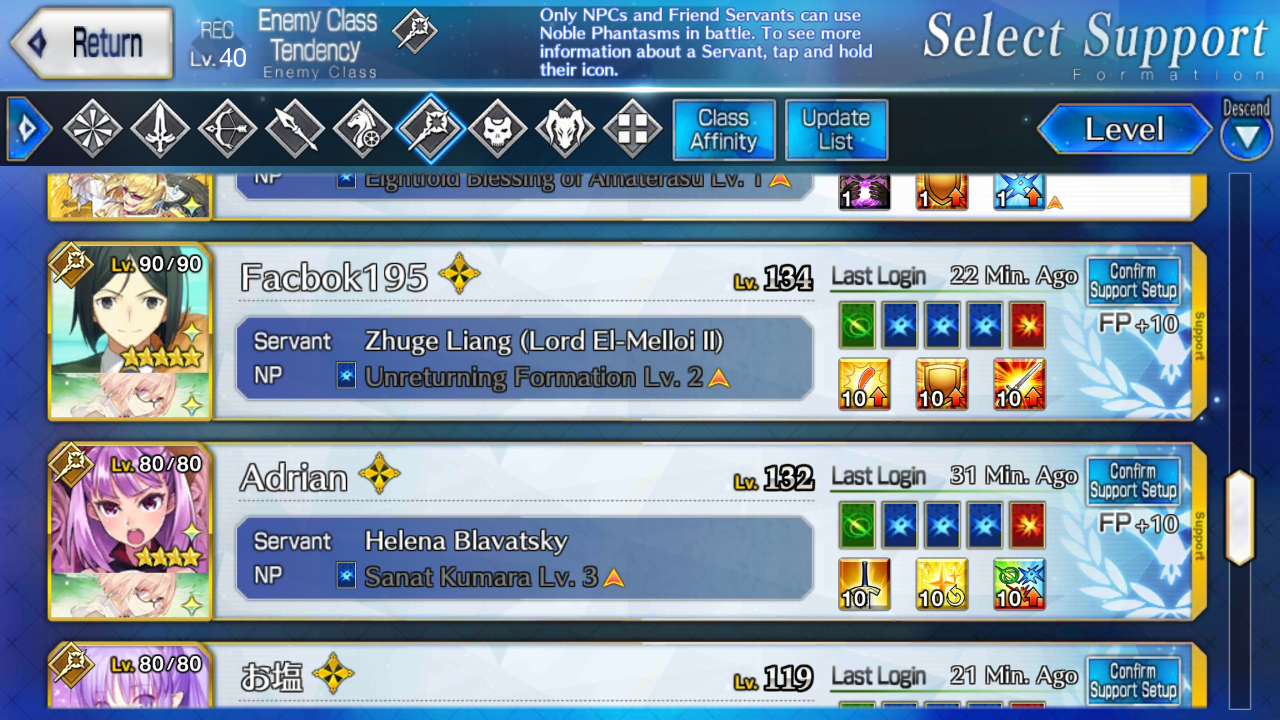 Return
REC
Lv. 40
Enemy Class
Tendency
Enemy Class
Only NPCs and Friend Servants can use
Noble Phantasms in battle. To see more
information about a Servant, tap and hold
their icon.
Select Support
Formation
Class
Affinity
Update
List
Level
Descend
NP
Eightfold Blessing of Amaterasu Lv. 1
1
1
1
Lv. 90/90
Facbok195
Lv. 134
Last Login 22 Min. Ago
Confirm
Support Setup
FP+10
Support
Servant Zhuge Liang (Lord El-Melloi II)
NP Unreturning Formation Lv. 2
10
10
10
Lv. 80/80
Adrian
Lv. 132
Last Login 31 Min. Ago
Confirm
Support Setup
FP+10
Support
Servant Helena Blavatsky
NP Sanat Kumara Lv. 3
10
10
10
Lv. 80/80
お塩
Lv. 119
Last Login 21 Min. Ago
Confirm
Support Setup